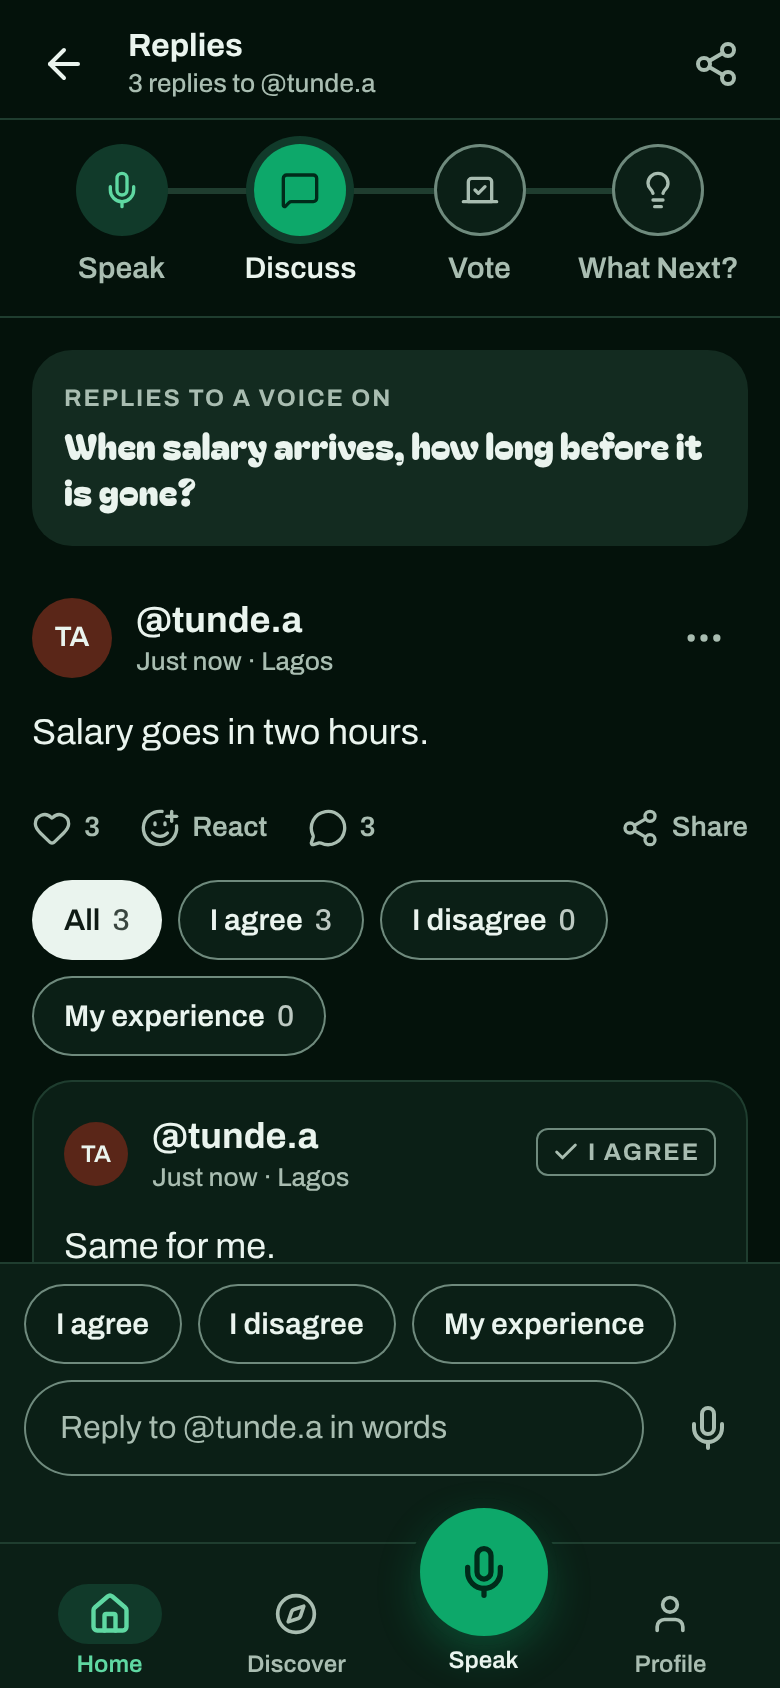 Replies
3 replies to @tunde.a
Speak
Discuss
Vote
What Next?
REPLIES TO A VOICE ON
When salary arrives, how long before it
is gone?
TA
@tunde.a
Just now · Lagos
Salary goes in two hours.
3
React
3
Share
All 3
I agree 3
I disagree 0
My experience 0
TA
@tunde.a
Just now · Lagos
I AGREE
Same for me.
I agree
I disagree
My experience
Reply to @tunde.a in words
Home
Discover
Speak
Profile